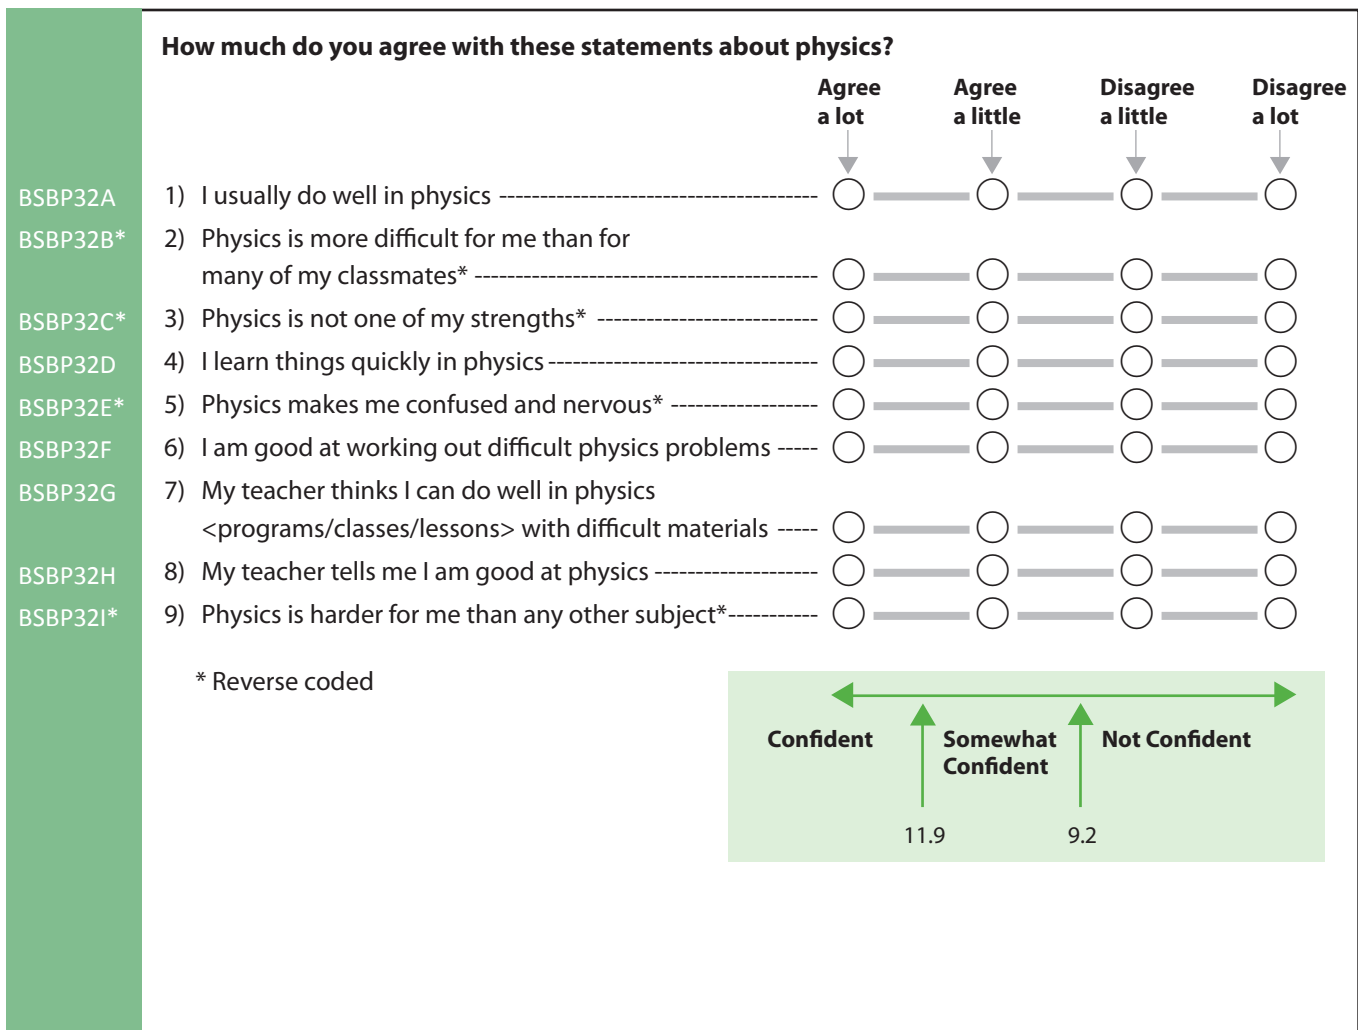 How much do you agree with these statements about physics?
Agree a lot
Agree a little
Disagree a little
Disagree a lot
BSBP32A 1) I usually do well in physics
BSBP32B* 2) Physics is more difficult for me than for
many of my classmates*
BSBP32C* 3) Physics is not one of my strengths*
BSBP32D 4) I learn things quickly in physics
BSBP32E* 5) Physics makes me confused and nervous*
BSBP32F 6) I am good at working out difficult physics problems
BSBP32G 7) My teacher thinks I can do well in physics
<programs/classes/lessons> with difficult materials
BSBP32H 8) My teacher tells me I am good at physics
BSBP32I* 9) Physics is harder for me than any other subject*
* Reverse coded
Confident
Somewhat
Confident
Not Confident
11.9
9.2